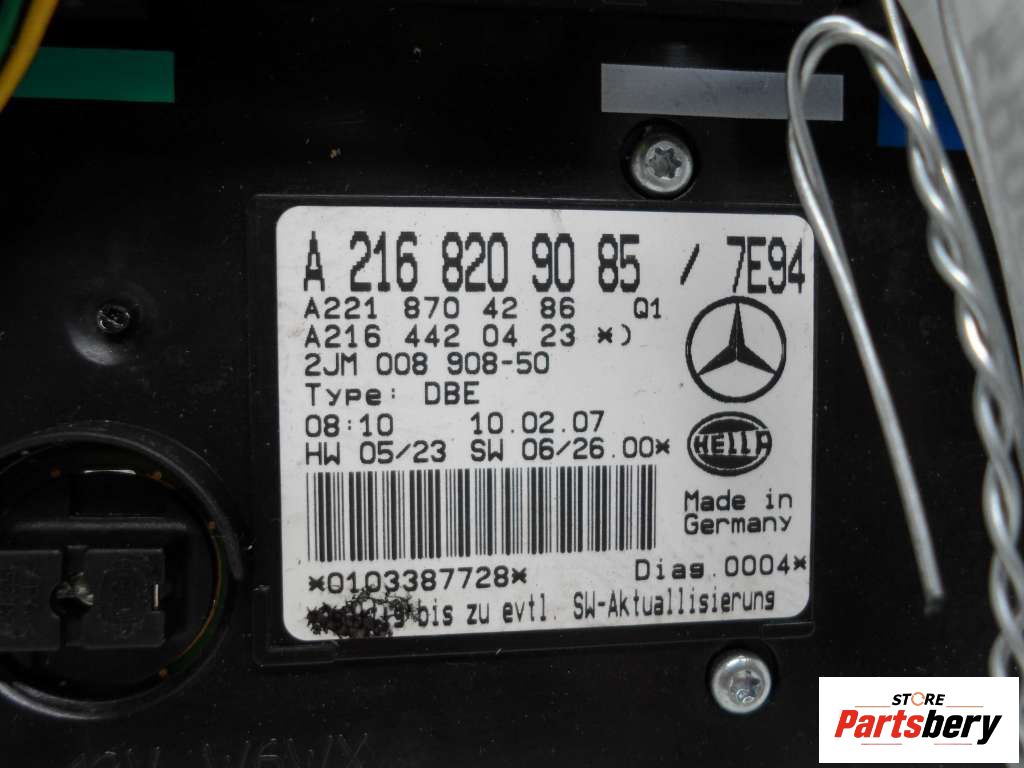 A 216 820 90 85 / 7E94
A221 870 42 86 Q1
A216 442 04 23 *)
2JM 008 908-50
Type: DBE
08:10 10.02.07
HW 05/23 SW 06/26.00*
HELLA
Made in
Germany
*0103387728* Diag.0004*
bis zu evtl. SW-Aktuallisierung
STORE
Partsbery